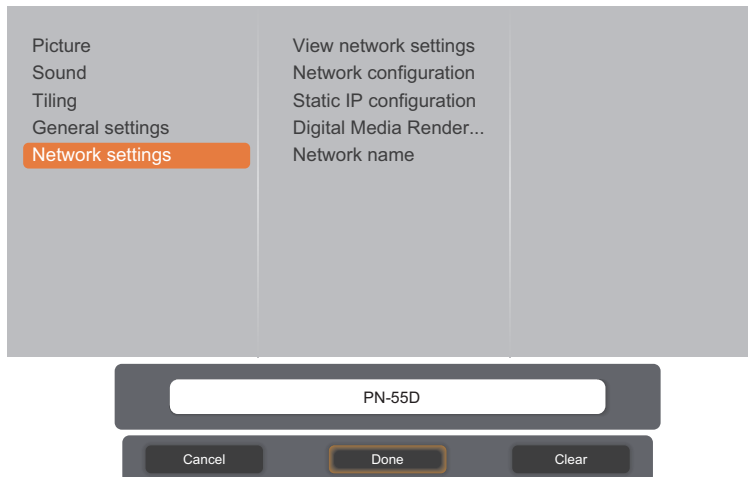 Picture
Sound
Tiling
General settings
Network settings
View network settings
Network configuration
Static IP configuration
Digital Media Render...
Network name
PN-55D
Cancel
Done
Clear